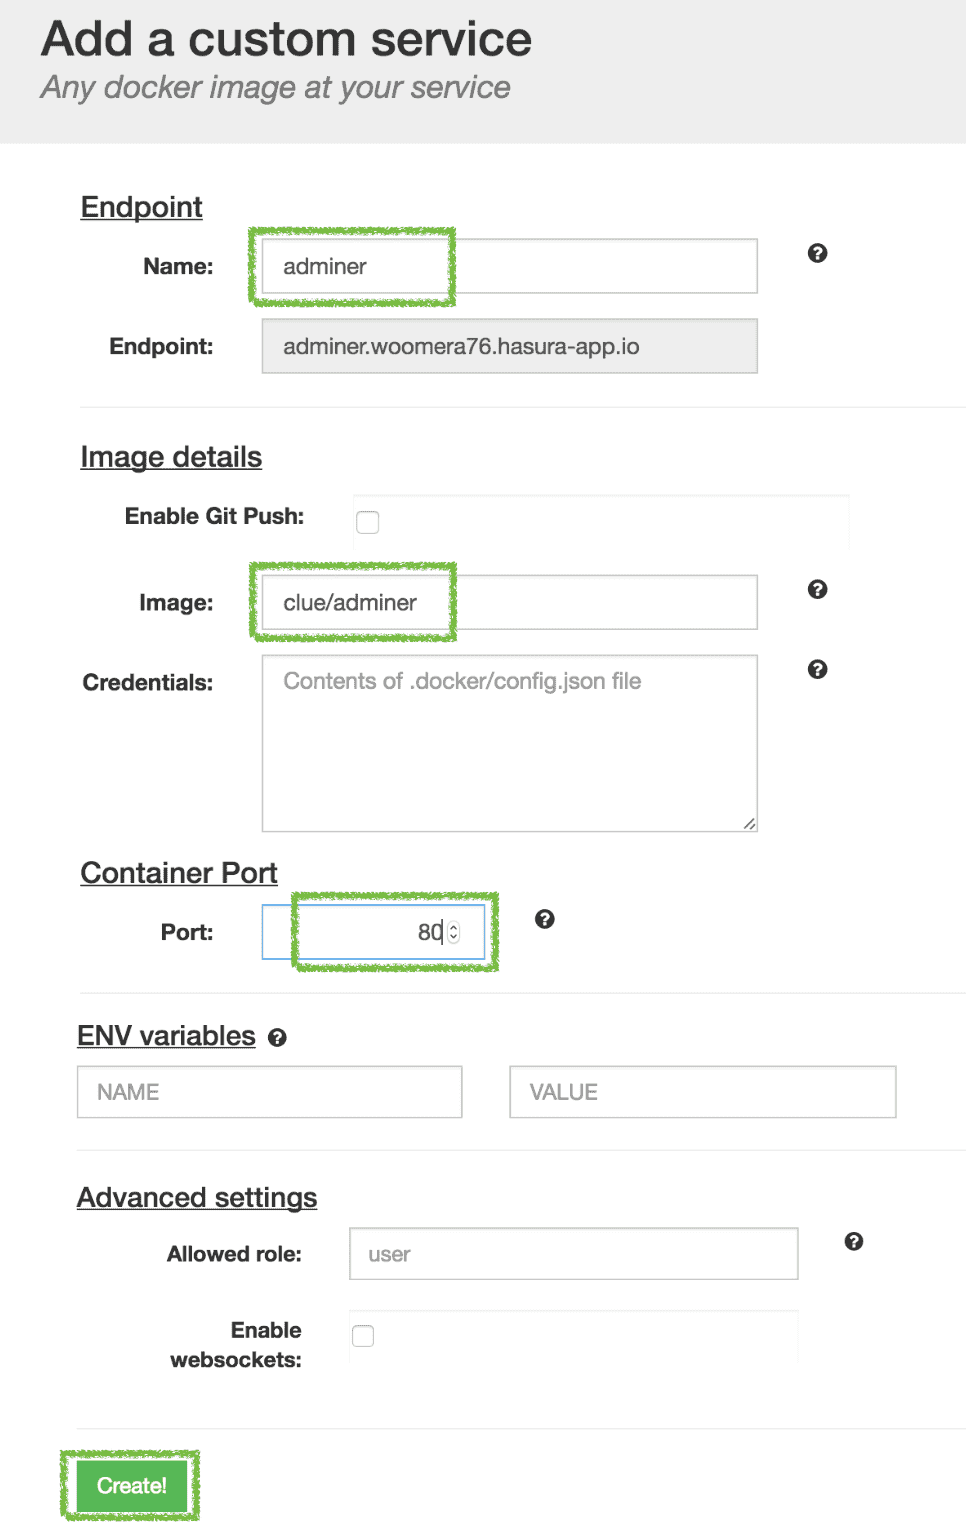 Add a custom service
Any docker image at your service
Endpoint
Name: adminer
Endpoint: adminer.woomera76.hasura-app.io
Image details
Enable Git Push:
Image: clue/adminer
Credentials: Contents of .docker/config.json file
Container Port
Port: 80
ENV variables
NAME VALUE
Advanced settings
Allowed role: user
Enable
websockets:
Create!